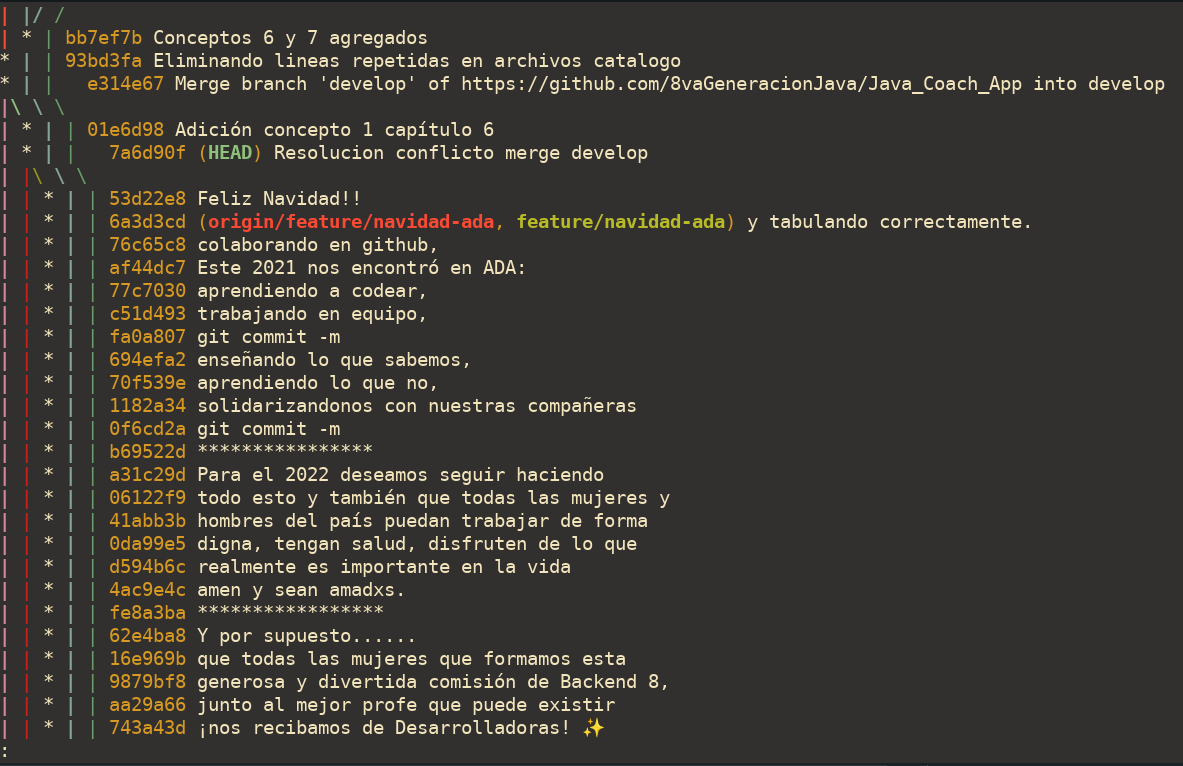 | |/ /
| * | bb7ef7b Conceptos 6 y 7 agregados
* | | 93bd3fa Eliminando lineas repetidas en archivos catalogo
* | |   e314e67 Merge branch 'develop' of https://github.com/8vaGeneracionJava/Java_Coach_App into develop
|\ \ \
| * | | 01e6d98 Adición concepto 1 capítulo 6
| * | |   7a6d90f (HEAD) Resolucion conflicto merge develop
| |\ \ \
| | * | | 53d22e8 Feliz Navidad!!
| | * | | 6a3d3cd (origin/feature/navidad-ada, feature/navidad-ada) y tabulando correctamente.
| | * | | 76c65c8 colaborando en github,
| | * | | af44dc7 Este 2021 nos encontró en ADA:
| | * | | 77c7030 aprendiendo a codear,
| | * | | c51d493 trabajando en equipo,
| | * | | fa0a807 git commit -m
| | * | | 694efa2 enseñando lo que sabemos,
| | * | | 70f539e aprendiendo lo que no,
| | * | | 1182a34 solidarizandonos con nuestras compañeras
| | * | | 0f6cd2a git commit -m
| | * | | b69522d ****************
| | * | | a31c29d Para el 2022 deseamos seguir haciendo
| | * | | 06122f9 todo esto y también que todas las mujeres y
| | * | | 41abb3b hombres del país puedan trabajar de forma
| | * | | 0da99e5 digna, tengan salud, disfruten de lo que
| | * | | d594b6c realmente es importante en la vida
| | * | | 4ac9e4c amen y sean amadxs.
| | * | | fe8a3ba *****************
| | * | | 62e4ba8 Y por supuesto......
| | * | | 16e969b que todas las mujeres que formamos esta
| | * | | 9879bf8 generosa y divertida comisión de Backend 8,
| | * | | aa29a66 junto al mejor profe que puede existir
| | * | | 743a43d ¡nos recibamos de Desarrolladoras! ✨
: